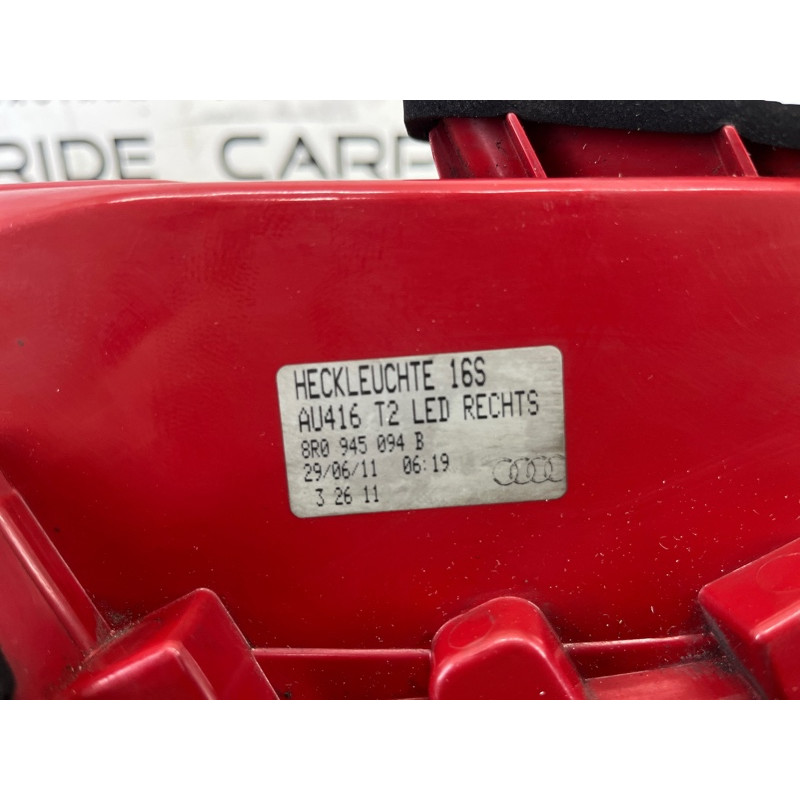 RIDE CARP
HECKLEUCHTE 16S
AU416 T2 LED RECHTS
8R0 945 094 B
29/06/11 06:19
3 26 11